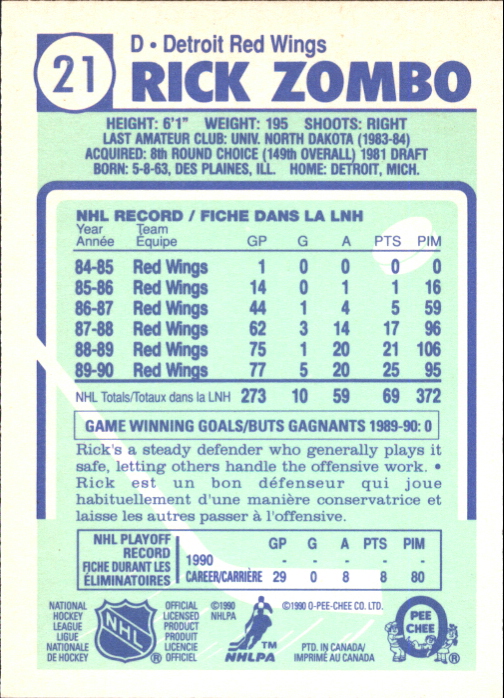 21
D • Detroit Red Wings
RICK ZOMBO
HEIGHT: 6'1" WEIGHT: 195 SHOOTS: RIGHT
LAST AMATEUR CLUB: UNIV. NORTH DAKOTA (1983-84)
ACQUIRED: 8th ROUND CHOICE (149th OVERALL) 1981 DRAFT
BORN: 5-8-63, DES PLAINES, ILL. HOME: DETROIT, MICH.
NHL RECORD / FICHE DANS LA LNH
Year Team
Année Équipe GP G A PTS PIM
84-85 Red Wings 1 0 0 0 0
85-86 Red Wings 14 0 1 1 16
86-87 Red Wings 44 1 4 5 59
87-88 Red Wings 62 3 14 17 96
88-89 Red Wings 75 1 20 21 106
89-90 Red Wings 77 5 20 25 95
NHL Totals/Totaux dans la LNH 273 10 59 69 372
GAME WINNING GOALS/BUTS GAGNANTS 1989-90: 0
Rick's a steady defender who generally plays it
safe, letting others handle the offensive work. •
Rick est un bon défenseur qui joue
habituellement d'une manière conservatrice et
laisse les autres passer à l'offensive.
NHL PLAYOFF
RECORD
FICHE DURANT LES
ÉLIMINATOIRES
GP G A PTS PIM
1990 - - - - -
CAREER/CARRIÈRE 29 0 8 8 80
NATIONAL
HOCKEY
LEAGUE
LIGUE
NATIONALE
DE HOCKEY
NHL
®
OFFICIAL
LICENSED
PRODUCT
PRODUIT
LICENCIE
OFFICIEL
©1990
NHLPA
TM
NHLPA
©1990 O-PEE-CHEE CO. LTD.
PTD. IN CANADA/
IMPRIMÉ AU CANADA
O
PEE
CHEE
®